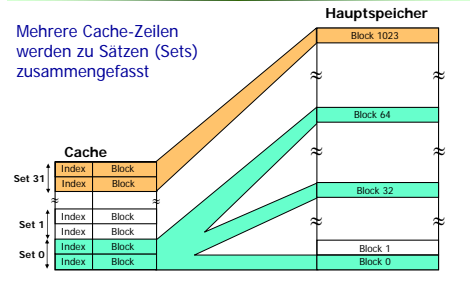 Hauptspeicher
Mehrere Cache-Zeilen
werden zu Sätzen (Sets)
zusammengefasst
Block 1023
Block 64
Cache
Set 31
Index Block
Index Block
Block 32
Set 1
Index Block
Index Block
Set 0
Index Block
Index Block
Block 1
Block 0